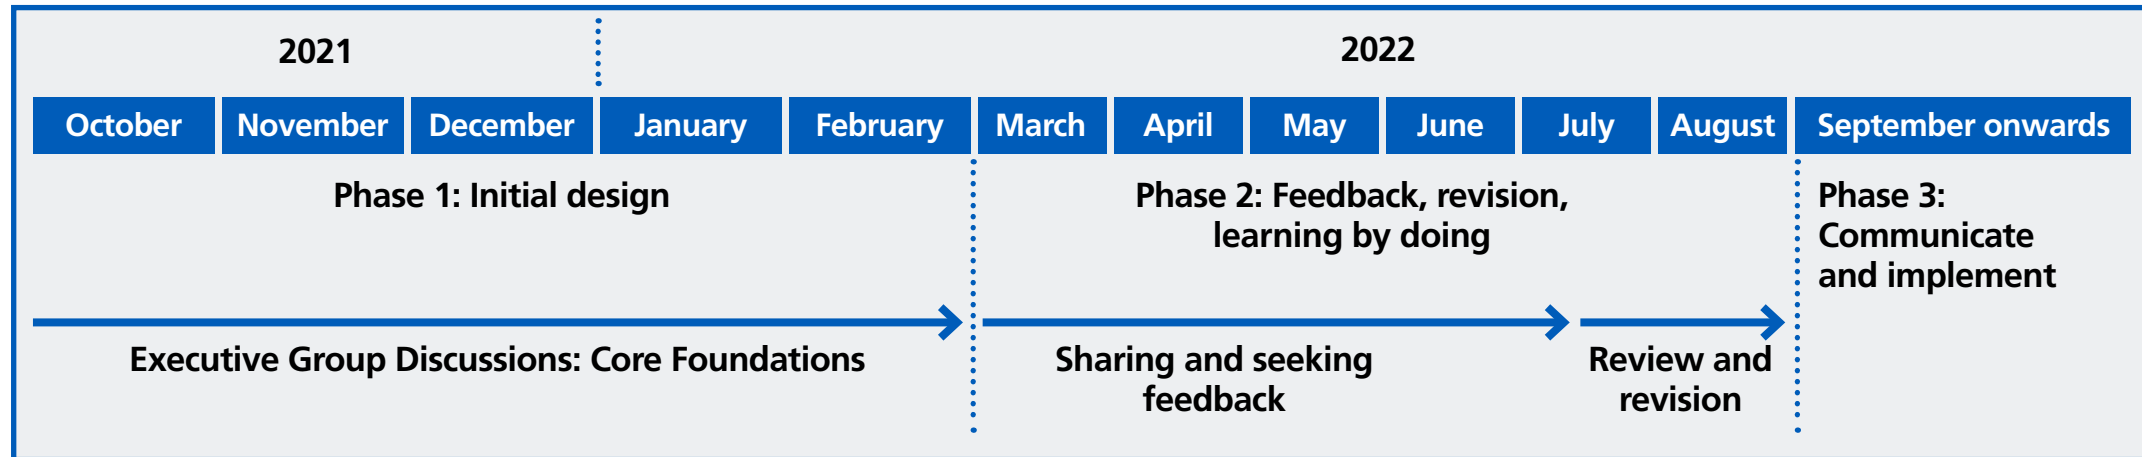 2021
2022
October
November
December
January
February
March
April
May
June
July
August
September onwards
Phase 1: Initial design
Phase 2: Feedback, revision,
learning by doing
Phase 3:
Communicate
and implement
Executive Group Discussions: Core Foundations
Sharing and seeking
feedback
Review and
revision